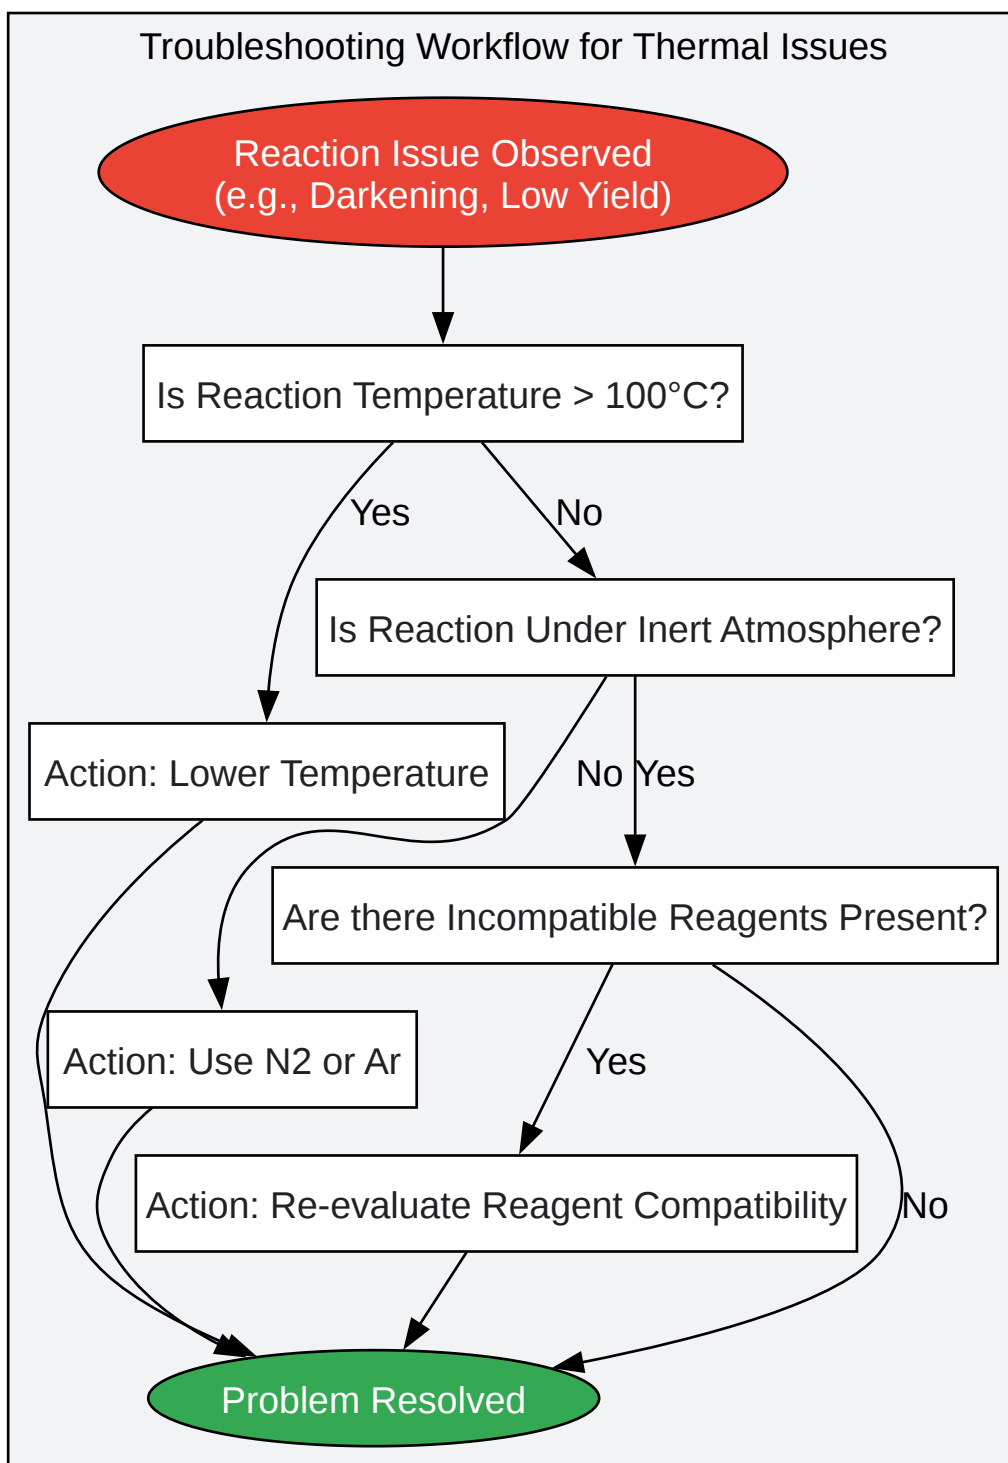 Troubleshooting Workflow for Thermal Issues
Reaction Issue Observed
(e.g., Darkening, Low Yield)
Is Reaction Temperature > 100°C?
Yes
No
Is Reaction Under Inert Atmosphere?
Action: Lower Temperature
No
Yes
Are there Incompatible Reagents Present?
Action: Use N2 or Ar
Yes
Action: Re-evaluate Reagent Compatibility
No
Problem Resolved